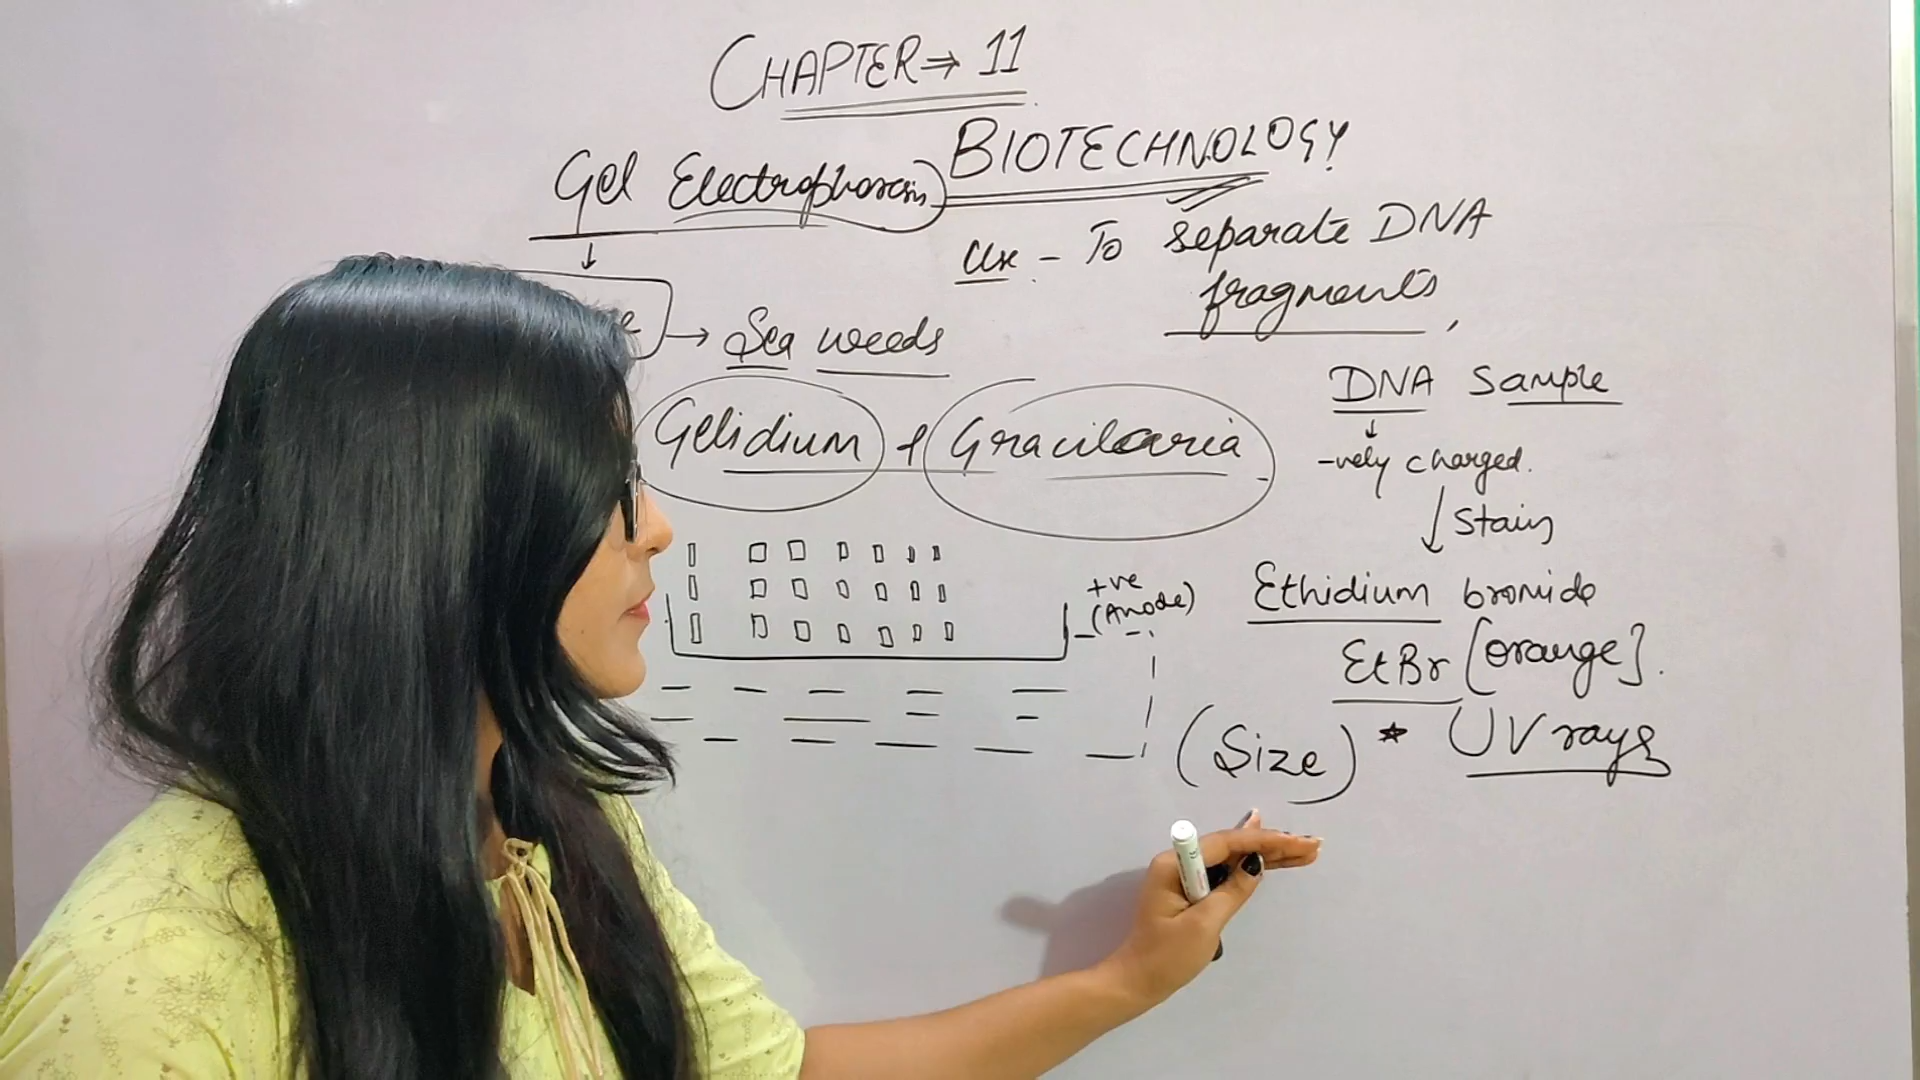 CHAPTER → 11
BIOTECHNOLOGY
Gel Electrophoresis
Use - To separate DNA
fragments,
→ Sea weeds
Gelidium + Gracilaria
DNA Sample
-vely charged.
Stain
Ethidium bromide
EtBr [orange].
* UV rays
(Size)
+ve
(Anode)